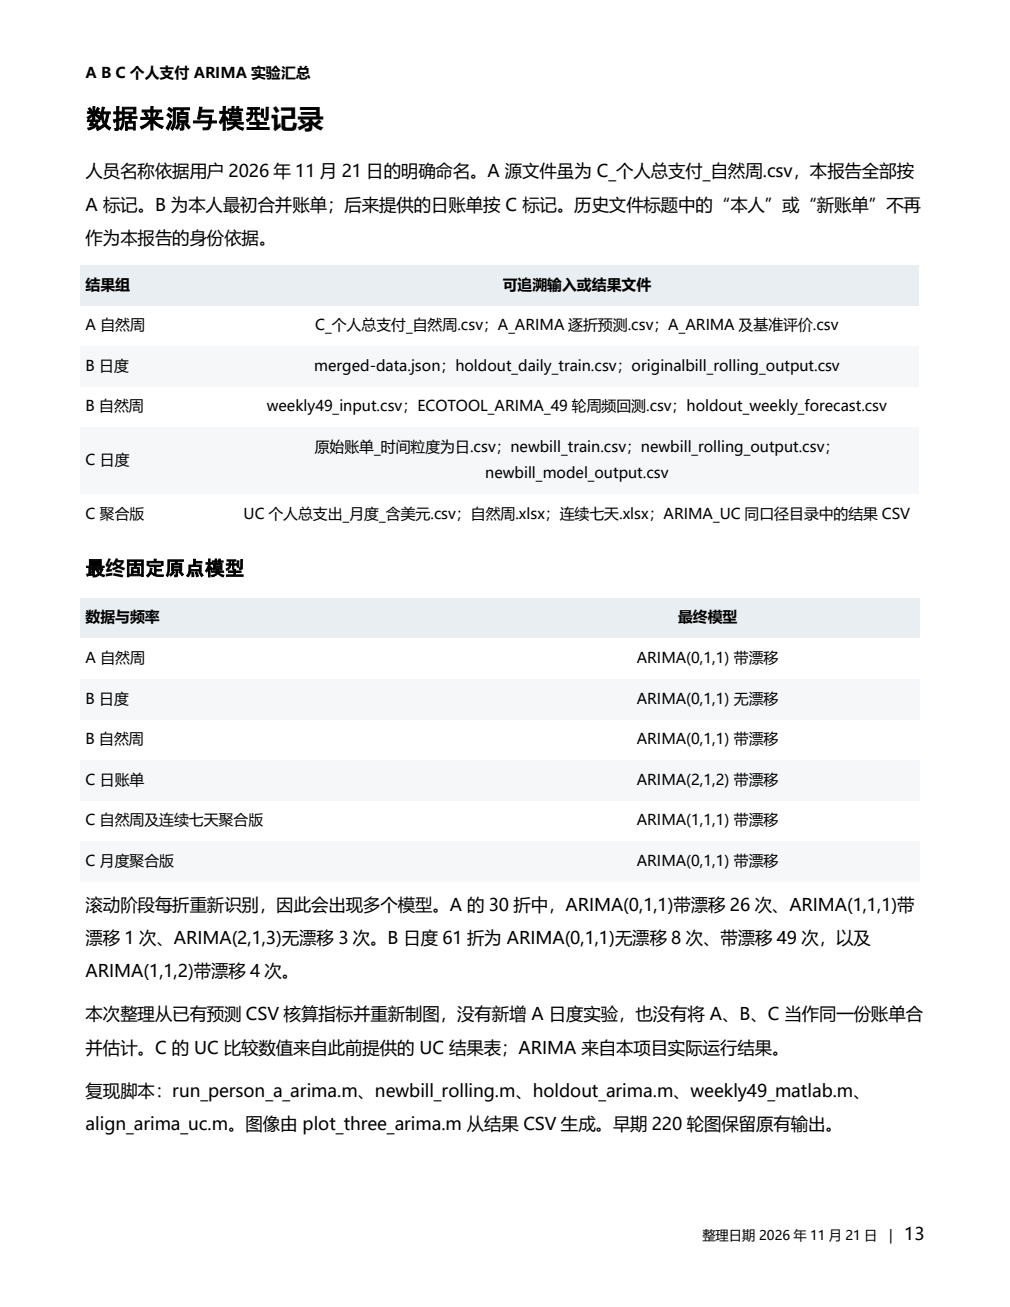 A B C 个人支付 ARIMA 实验汇总
数据来源与模型记录
人员名称依据用户 2026 年 11 月 21 日的明确命名。A 源文件虽为 C_个人总支付_自然周.csv，本报告全部按
A 标记。B 为本人最初合并账单；后来提供的日账单按 C 标记。历史文件标题中的“本人”或“新账单”不再
作为本报告的身份依据。
结果组 可追溯输入或结果文件
A 自然周 C_个人总支付_自然周.csv；A_ARIMA 逐折预测.csv；A_ARIMA 及基准评价.csv
B 日度 merged-data.json；holdout_daily_train.csv；originalbill_rolling_output.csv
B 自然周 weekly49_input.csv；ECOTOOL_ARIMA_49 轮周频回测.csv；holdout_weekly_forecast.csv
C 日度 原始账单_时间粒度为日.csv；newbill_train.csv；newbill_rolling_output.csv；
newbill_model_output.csv
C 聚合版 UC 个人总支出_月度_含美元.csv；自然周.xlsx；连续七天.xlsx；ARIMA_UC 同口径目录中的结果 CSV
最终固定原点模型
数据与频率 最终模型
A 自然周 ARIMA(0,1,1) 带漂移
B 日度 ARIMA(0,1,1) 无漂移
B 自然周 ARIMA(0,1,1) 带漂移
C 日账单 ARIMA(2,1,2) 带漂移
C 自然周及连续七天聚合版 ARIMA(1,1,1) 带漂移
C 月度聚合版 ARIMA(0,1,1) 带漂移
滚动阶段每折重新识别，因此会出现多个模型。A 的 30 折中，ARIMA(0,1,1)带漂移 26 次、ARIMA(1,1,1)带
漂移 1 次、ARIMA(2,1,3)无漂移 3 次。B 日度 61 折为 ARIMA(0,1,1)无漂移 8 次、带漂移 49 次，以及
ARIMA(1,1,2)带漂移 4 次。
本次整理从已有预测 CSV 核算指标并重新制图，没有新增 A 日度实验，也没有将 A、B、C 当作同一份账单合
并估计。C 的 UC 比较数值来自此前提供的 UC 结果表；ARIMA 来自本项目实际运行结果。
复现脚本：run_person_a_arima.m、newbill_rolling.m、holdout_arima.m、weekly49_matlab.m、
align_arima_uc.m。图像由 plot_three_arima.m 从结果 CSV 生成。早期 220 轮图保留原有输出。
整理日期 2026 年 11 月 21 日 | 13